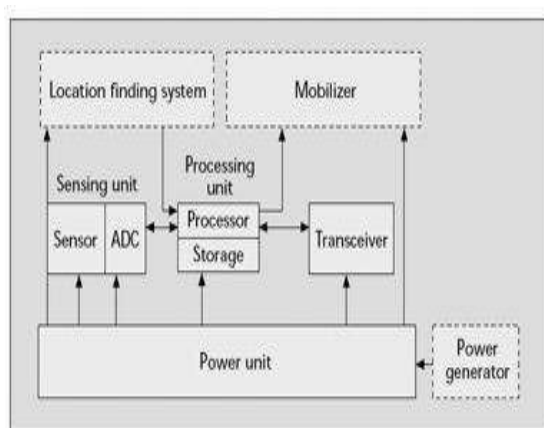 Location finding system
Mobilizer
Sensing unit
Processing
unit
Sensor
ADC
Processor
Storage
Transceiver
Power unit
Power
generator